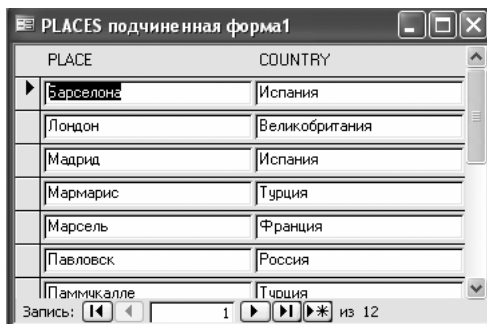 PLACES подчиненная форма1
PLACE COUNTRY
Барселона Испания
Лондон Великобритания
Мадрид Испания
Мармарис Турция
Марсель Франция
Павловск Россия
Паммукалле Турция
Запись: 1 из 12